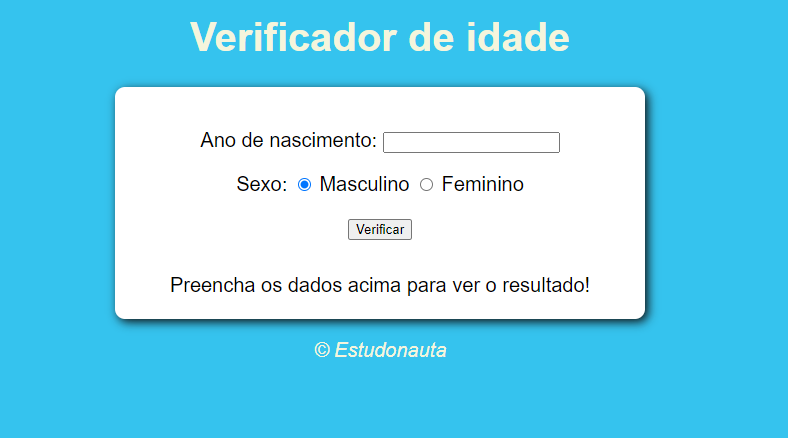 Verificador de idade
Ano de nascimento:
Sexo: Masculino Feminino
Verificar
Preencha os dados acima para ver o resultado!
© Estudonauta